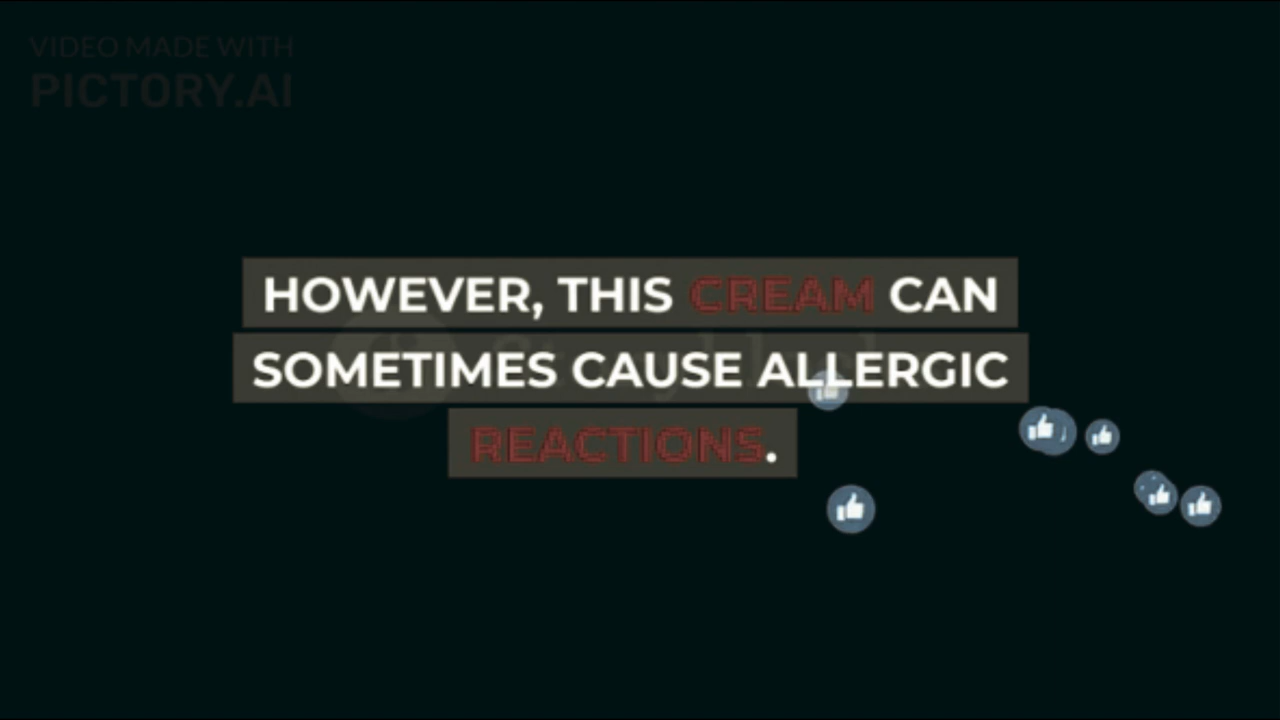 VIDEO MADE WITH
PICTORY.AI
HOWEVER, THIS CREAM CAN
SOMETIMES CAUSE ALLERGIC
REACTIONS.